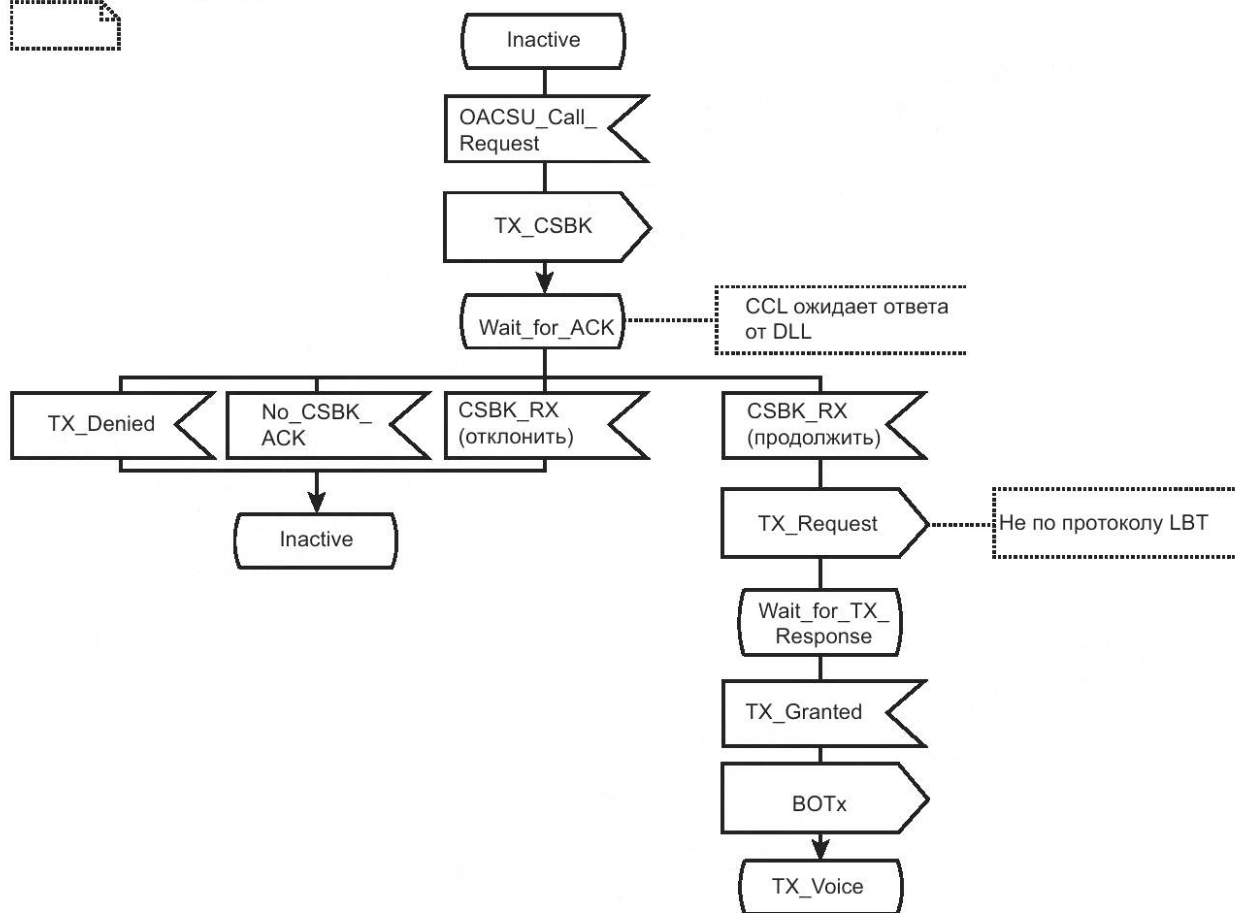 Inactive
OACSU_Call_
Request
TX_CSBK
Wait_for_ACK
CCL ожидает ответа
от DLL
TX_Denied
No_CSBK_
ACK
CSBK_RX
(отклонить)
CSBK_RX
(продолжить)
Inactive
TX_Request
Не по протоколу LBT
Wait_for_TX_
Response
TX_Granted
BOTx
TX_Voice